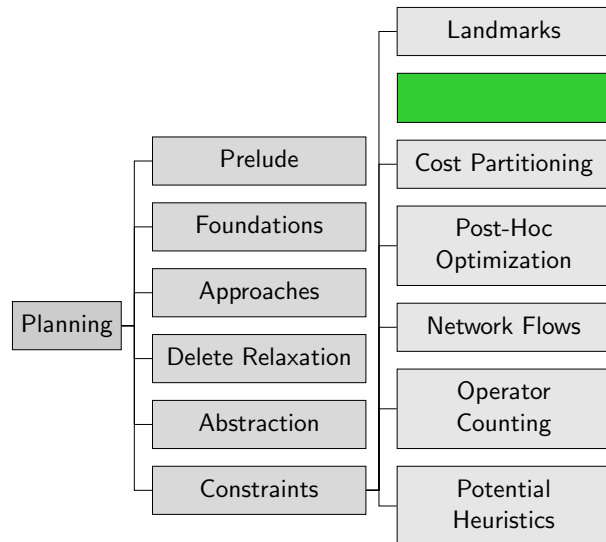 Landmarks
Prelude
Cost Partitioning
Foundations
Post-Hoc
Optimization
Approaches
Planning
Network Flows
Delete Relaxation
Operator
Counting
Abstraction
Constraints
Potential
Heuristics